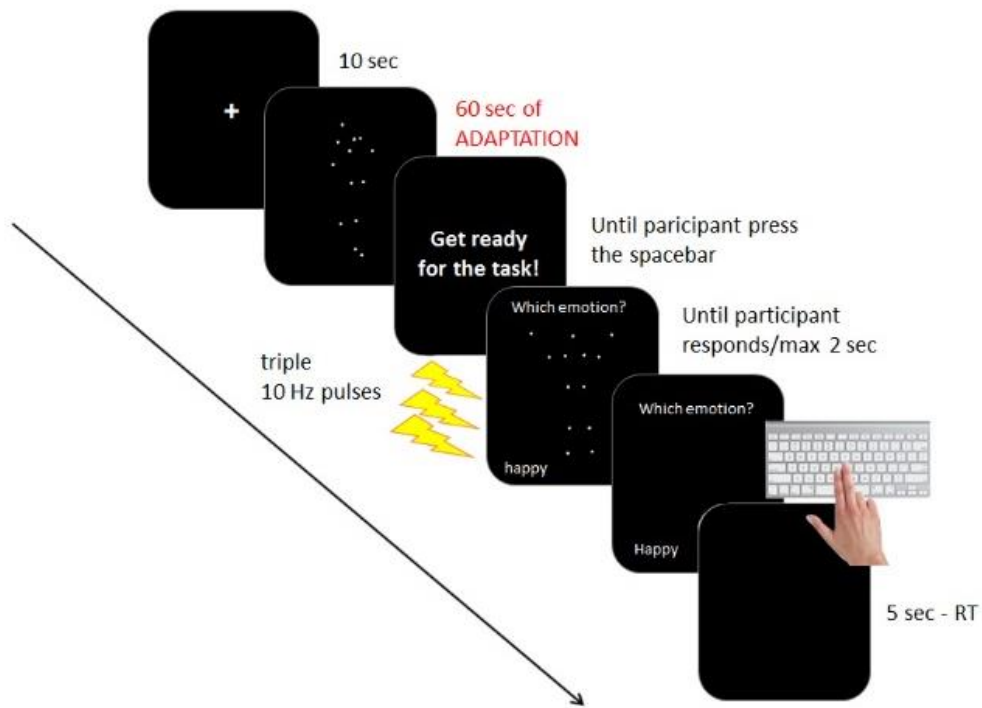 +
10 sec
60 sec of
ADAPTATION
Get ready
for the task!
Until paricipant press
the spacebar
Which emotion?
happy
triple
10 Hz pulses
Until participant
responds/max 2 sec
Which emotion?
Happy
5 sec - RT